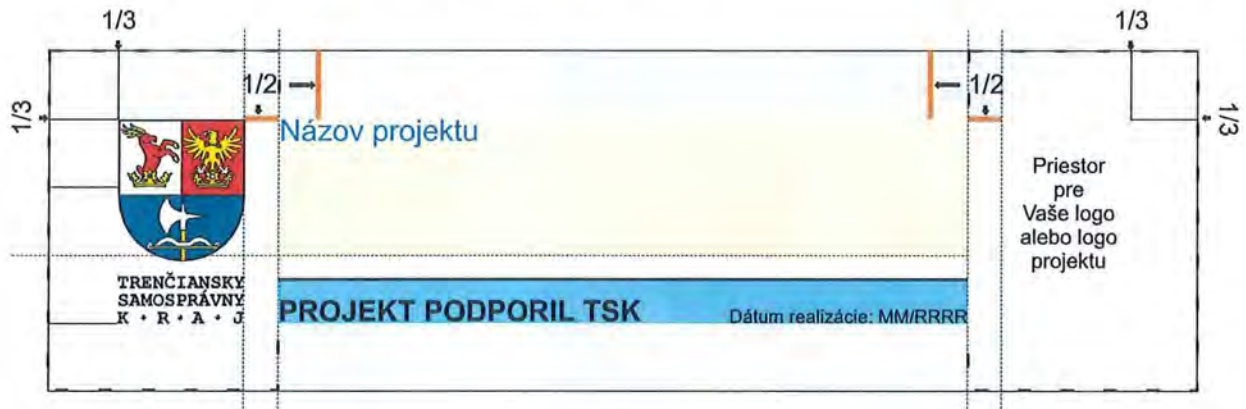 1/3
1/3
1/2
1/2
1/3
1/3
Názov projektu
Priestor
pre
Vaše logo
alebo logo
projektu
TRENČIANSKY
SAMOSPRÁVNY
K · R · A · J
PROJEKT PODPORIL TSK
Dátum realizácie: MM/RRRR